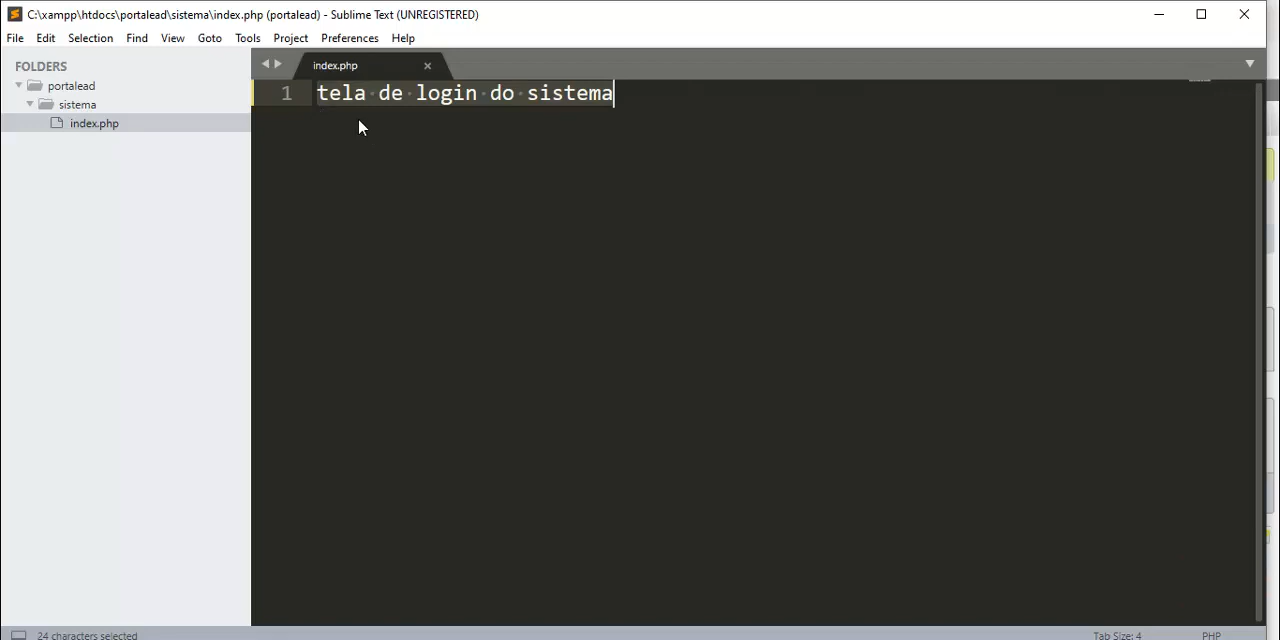 C:\xampp\htdocs\portalead\sistema\index.php (portalead) - Sublime Text (UNREGISTERED)
File Edit Selection Find View Goto Tools Project Preferences Help
FOLDERS
portalead
sistema
index.php
index.php
1 tela de login do sistema
24 characters selected
Tab Size: 4 PHP